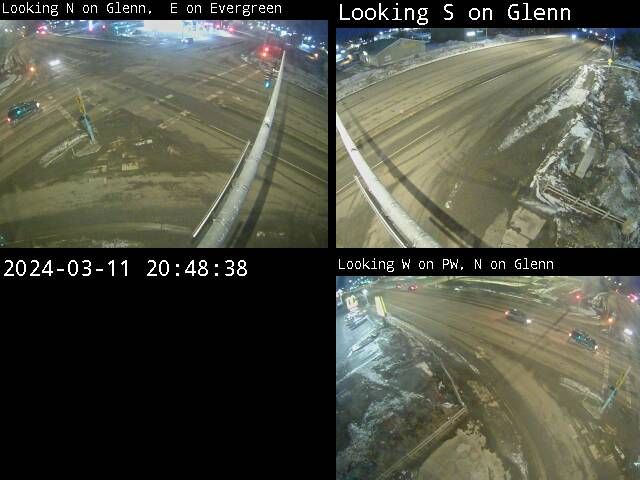 Looking N on Glenn,  E on Evergreen
Looking S on Glenn
2024-03-11 20:48:38
Looking W on PW, N on Glenn